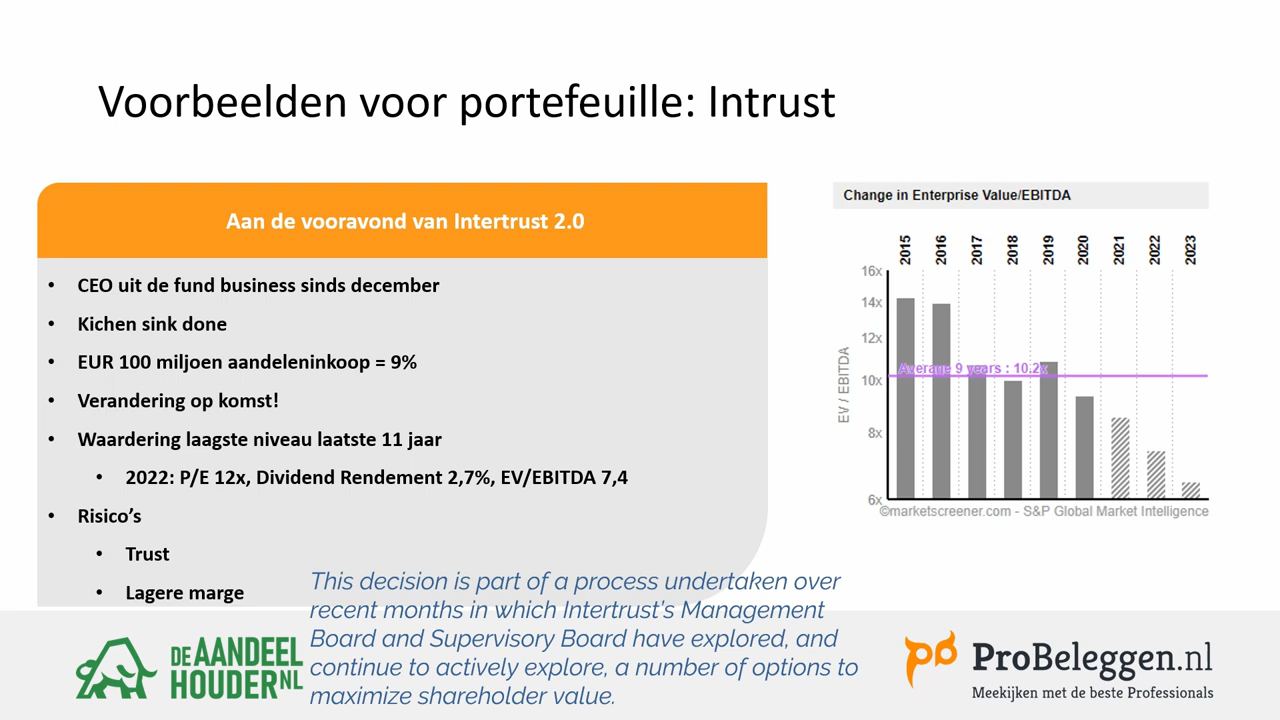 Voorbeelden voor portefeuille: Intrust
Aan de vooravond van Intertrust 2.0
• CEO uit de fund business sinds december
• Kichen sink done
• EUR 100 miljoen aandeleninkoop = 9%
• Verandering op komst!
• Waardering laagste niveau laatste 11 jaar
• 2022: P/E 12x, Dividend Rendement 2,7%, EV/EBITDA 7,4
• Risico's
• Trust
• Lagere marge
Change in Enterprise Value/EBITDA
2015 2016 2017 2018 2019 2020 2021 2022 2023
16x
14x
12x
Average 9 years : 10.2x
10x
8x
6x
EV / EBITDA
©marketscreener.com - S&P Global Market Intelligence
This decision is part of a process undertaken over
recent months in which Intertrust's Management
Board and Supervisory Board have explored, and
continue to actively explore, a number of options to
maximize shareholder value.
DE AANDEEL
HOUDER NL
ProBeleggen.nl
Meekijken met de beste Professionals